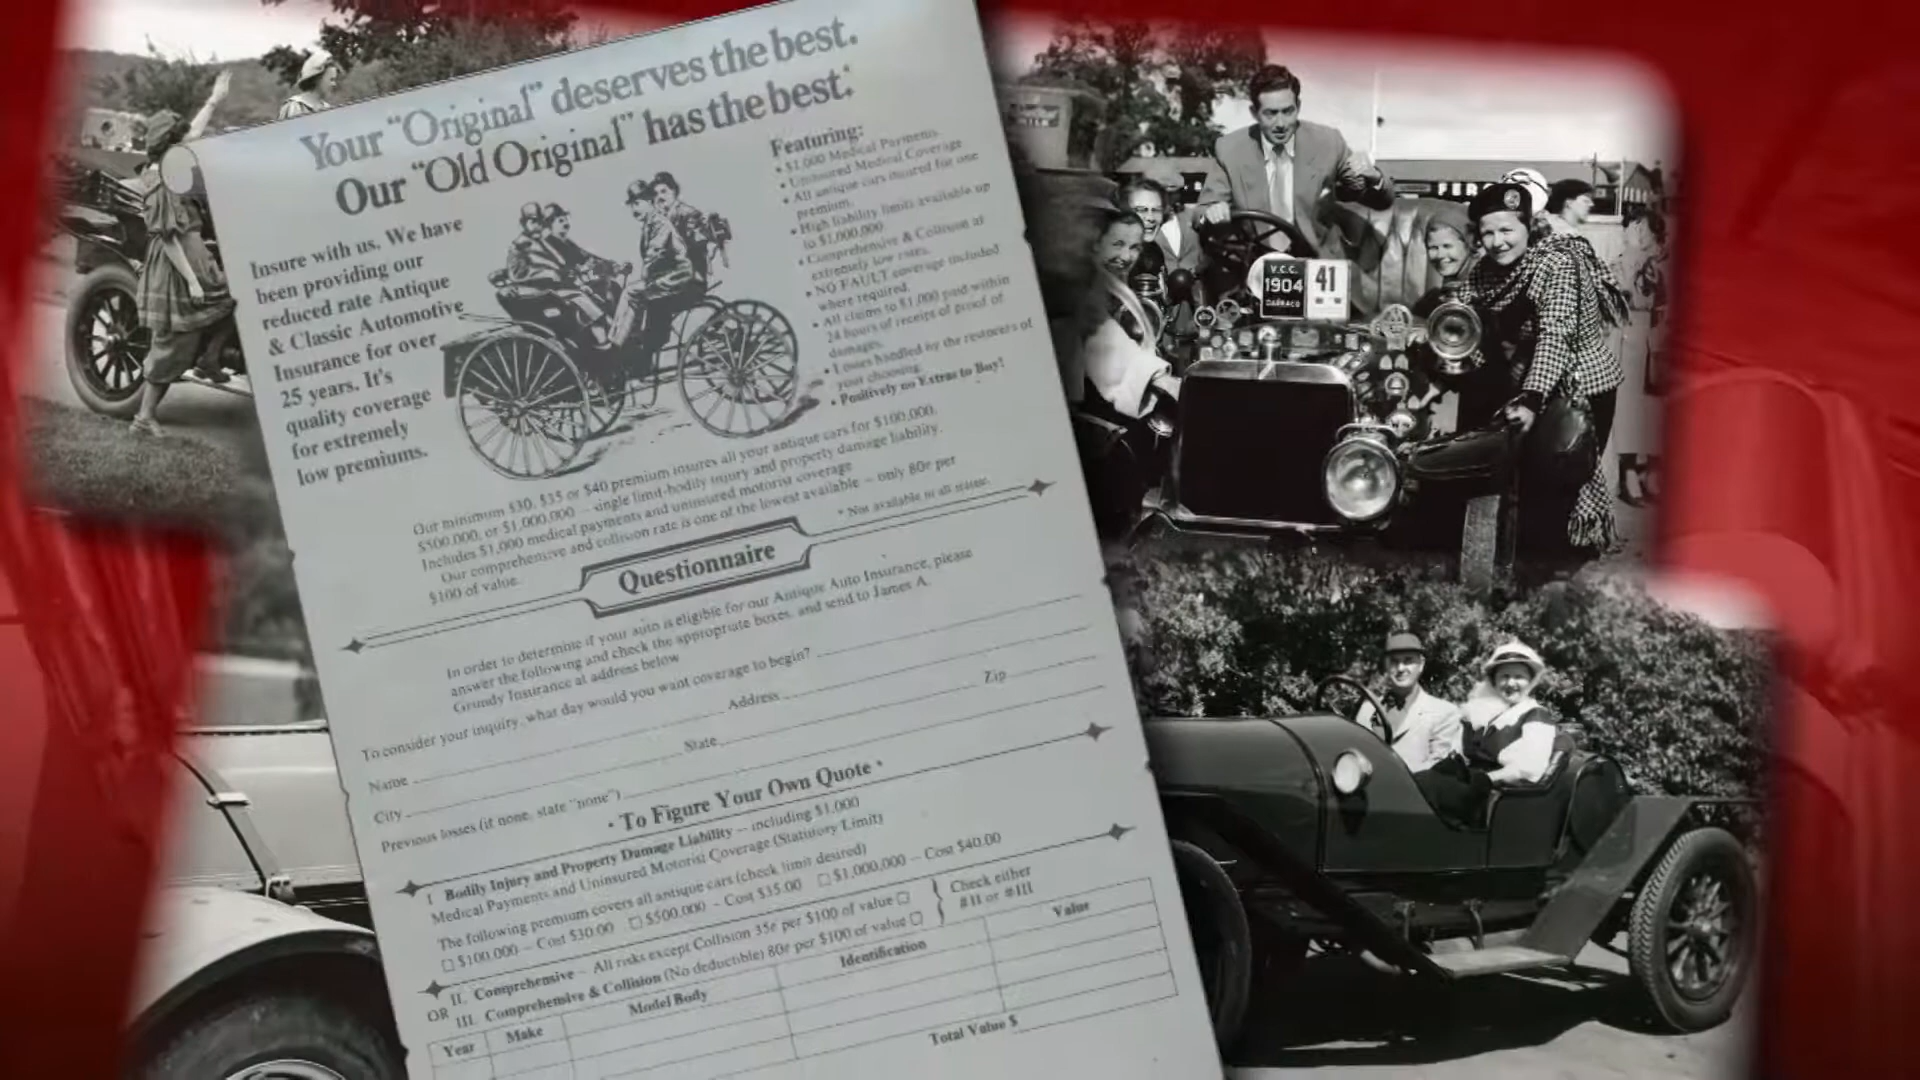 Your "Original" deserves the best.
Our "Old Original" has the best.*
Insure with us. We have
been providing our
reduced rate Antique
& Classic Automotive
Insurance for over
25 years. It's
quality coverage
for extremely
low premiums.
Featuring:
• $1,000 Medical Payments.
• Uninsured Medical Coverage
• All antique cars insured for one
premium.
• High liability limits available up
to $1,000,000
• Comprehensive & Collision at
extremely low rates.
• NO FAULT coverage included
where required.
• All claims to $1,000 paid within
24 hours of receipt of proof of
damages.
• Losses handled by the restorers of
your choosing.
• Positively no Extras to Buy!
Our minimum $30, $35 or $40 premium insures all your antique cars for $100,000,
$500,000, or $1,000,000 — single limit-bodily injury and property damage liability.
Includes $1,000 medical payments and uninsured motorist coverage
Our comprehensive and collision rate is one of the lowest available — only 80¢ per
$100 of value.
* Not available in all states.
Questionnaire
In order to determine if your auto is eligible for our Antique Auto Insurance, please
answer the following and check the appropriate boxes, and send to James A.
Grundy Insurance at address below
To consider your inquiry, what day would you want coverage to begin?
Name Address
City State Zip
Previous losses (if none, state "none")
• To Figure Your Own Quote •
I. Bodily Injury and Property Damage Liability — including $1,000
Medical Payments and Uninsured Motorist Coverage (Statutory Limit)
The following premium covers all antique cars (check limit desired)
□ $100,000 — Cost $30.00 □ $500,000 — Cost $35.00 □ $1,000,000 — Cost $40.00
II. Comprehensive — All risks except Collision 35¢ per $100 of value □
OR III. Comprehensive & Collision (No deductible) 80¢ per $100 of value □
Check either
#II or #III
Year Make Model Body Identification Value
Total Value $
V.C.C.
1904
DARRACQ
41